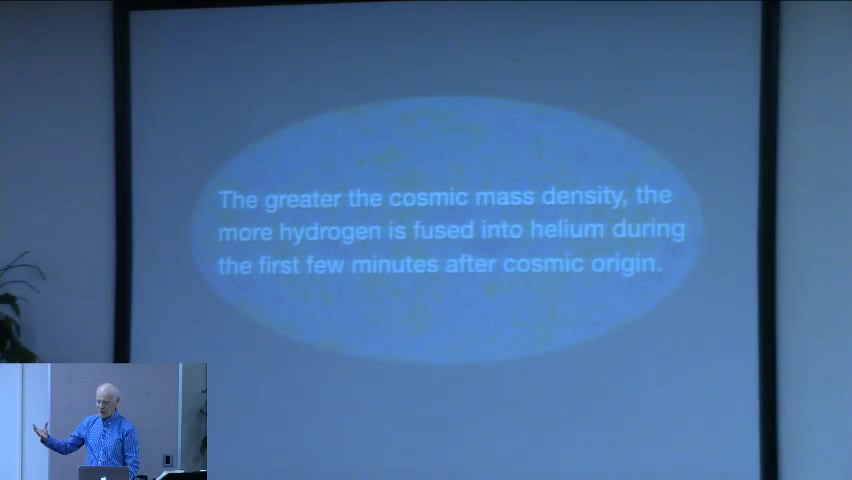 The greater the cosmic mass density, the
more hydrogen is fused into helium during
the first few minutes after cosmic origin.